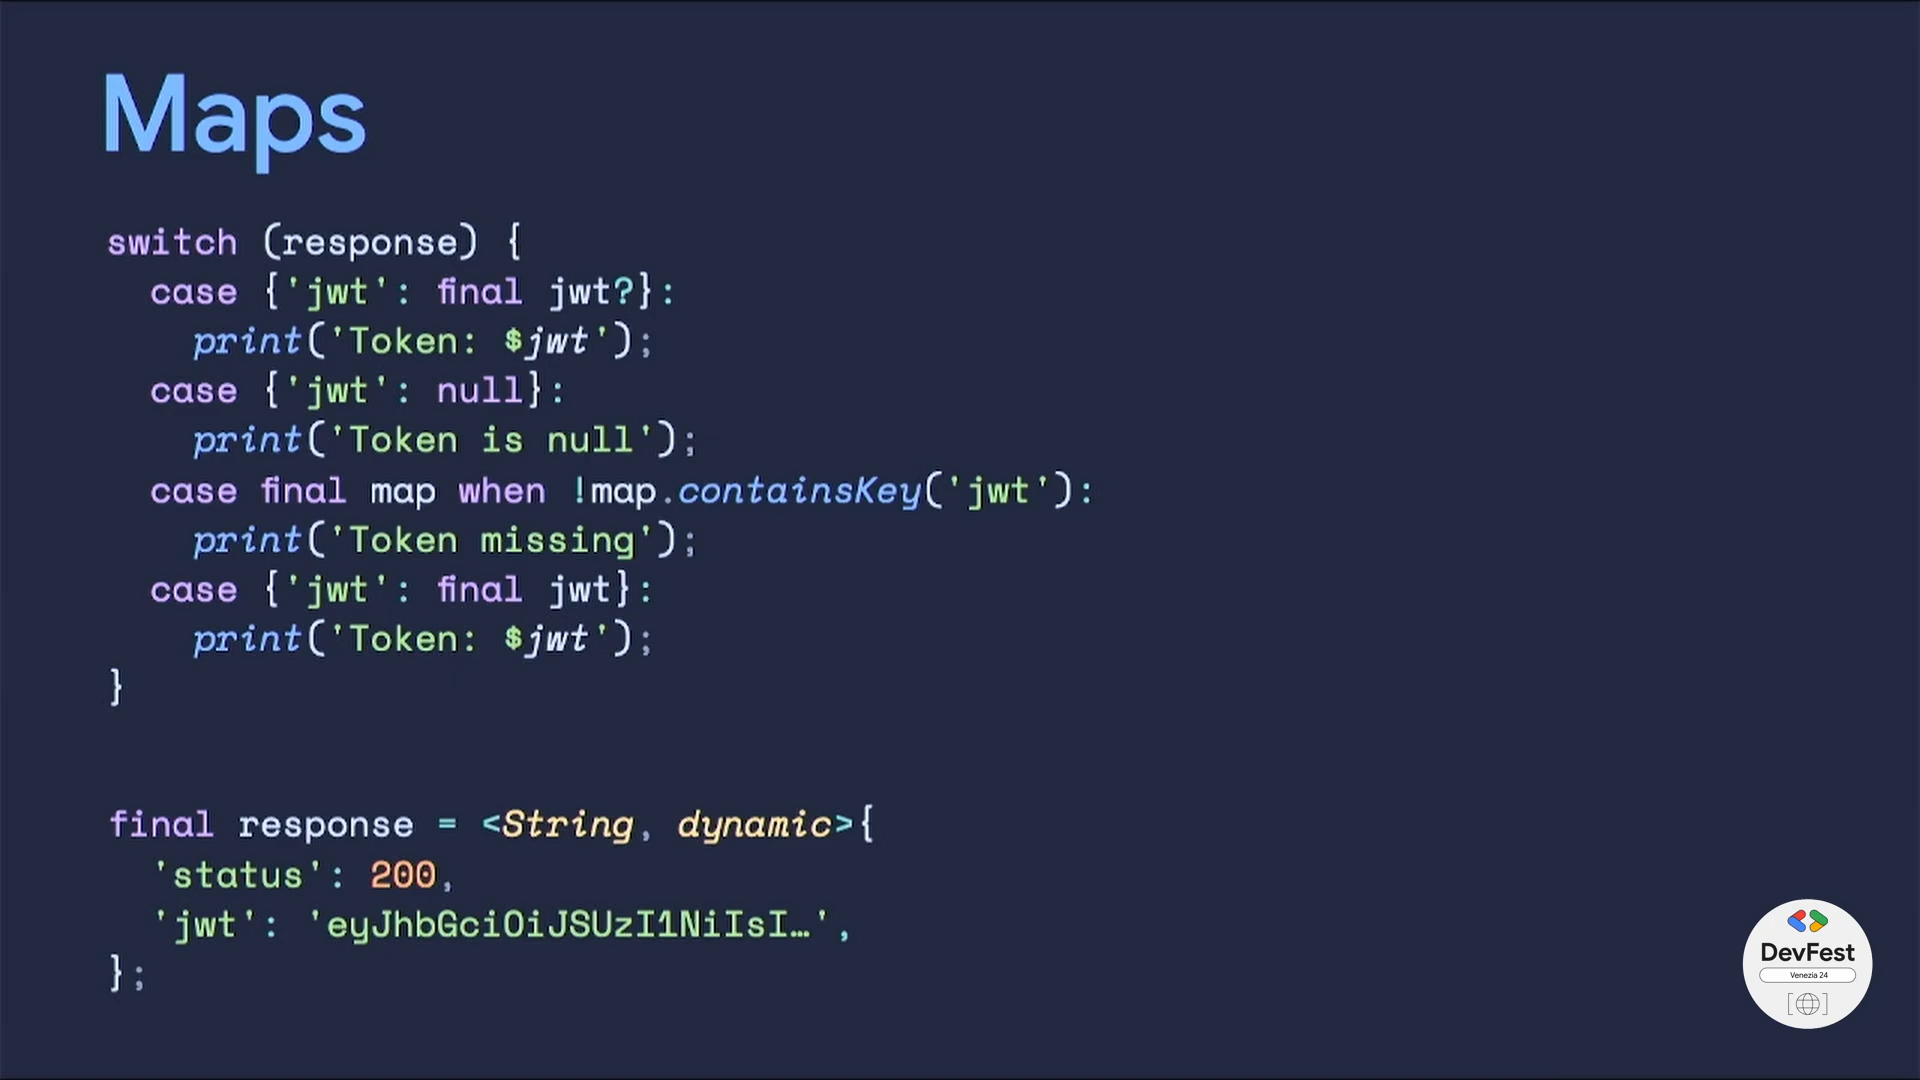 Maps
switch (response) {
  case {'jwt': final jwt?}:
    print('Token: $jwt');
  case {'jwt': null}:
    print('Token is null');
  case final map when !map.containsKey('jwt'):
    print('Token missing');
  case {'jwt': final jwt}:
    print('Token: $jwt');
}
final response = <String, dynamic>{
  'status': 200,
  'jwt': 'eyJhbGciOiJSUzI1NiIsI…',
};
DevFest
Venezia 24